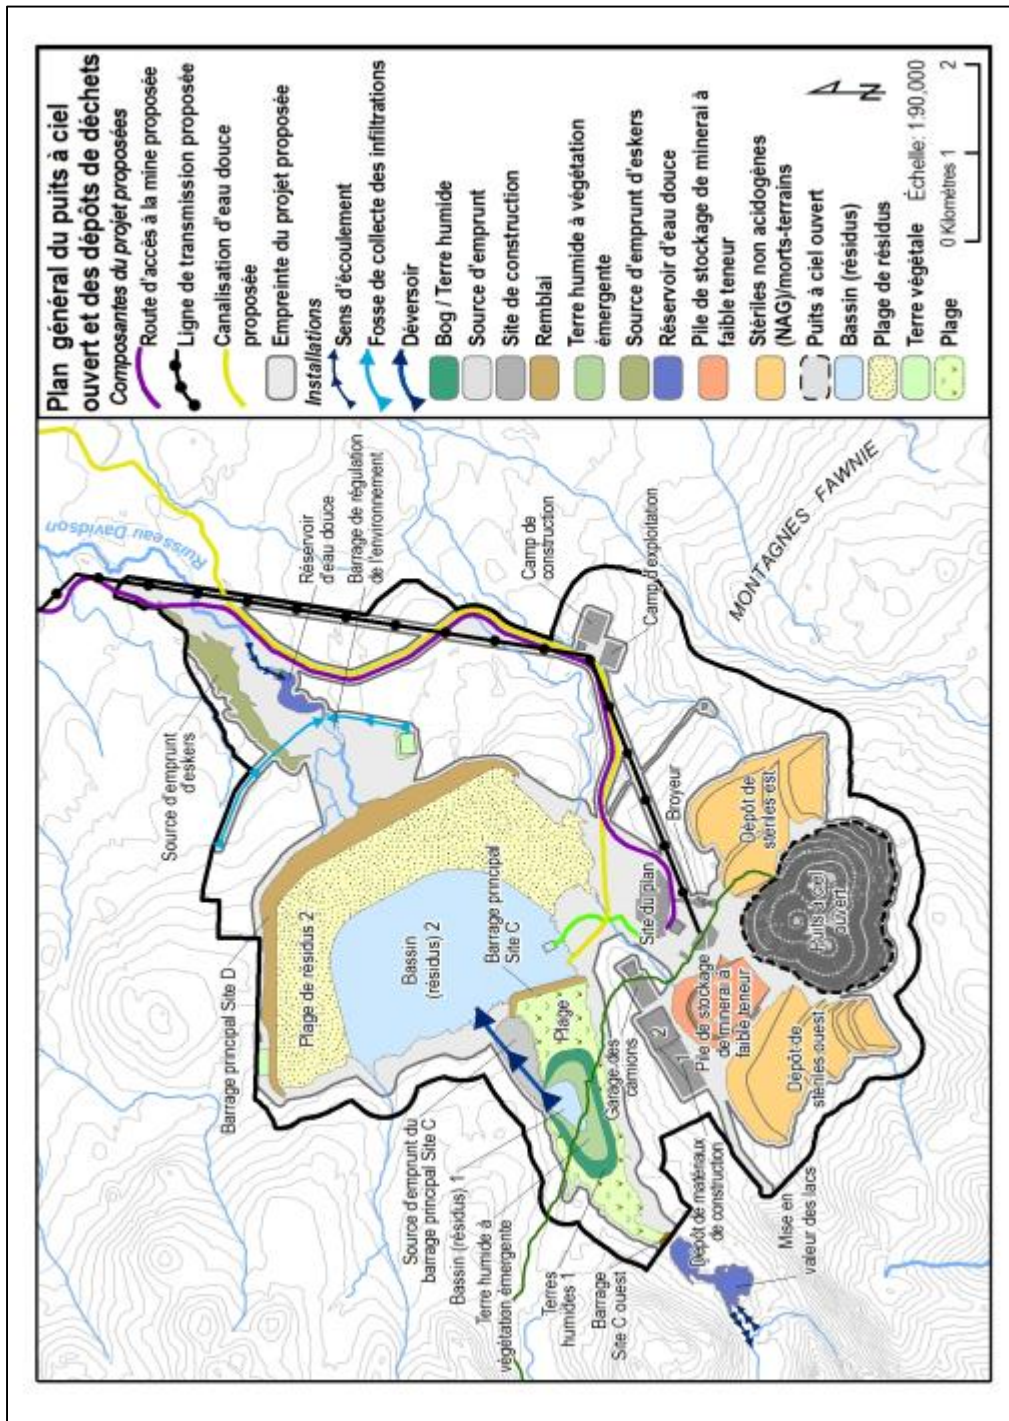 Plan général du puits à ciel
ouvert et des dépôts de déchets
Composantes du projet proposées
Route d'accès à la mine proposée
Ligne de transmission proposée
Canalisation d'eau douce
proposée
Empreinte du projet proposée
Installations
Sens d'écoulement
Fosse de collecte des infiltrations
Déversoir
Bog / Terre humide
Source d'emprunt
Site de construction
Remblai
Terre humide à végétation
émergente
Source d'emprunt d'eskers
Réservoir d'eau douce
Pile de stockage de minerai à
faible teneur
Stériles non acidogènes
(NAG)/morts-terrains
Puits à ciel ouvert
Bassin (résidus)
Plage de résidus
Terre végétale
Plage
Échelle: 1:90,000
0 Kilomètres 1 2
N
Ruisseau Davidson
Réservoir
d'eau douce
Barrage de régulation
de l'environnement
Source d'emprunt
d'eskers
Camp de
construction
Camp d'exploitation
MONTAGNES FAWNIE
Barrage principal Site D
Plage de résidus 2
Bassin
(résidus) 2
Barrage principal
Site C
Broyeur
Site du plan
Dépôt de
stériles est
Puits à ciel
ouvert
Source d'emprunt du
barrage principal Site C
Bassin (résidus) 1
Terre humide à
végétation émergente
Terres
humides 1
Barrage
Site C ouest
Plage
Garage des
camions
1
2
Pile de stockage
de minerai à
faible teneur
Dépôt de
stériles ouest
Dépôt de matériaux
de construction
Mise en
valeur des lacs